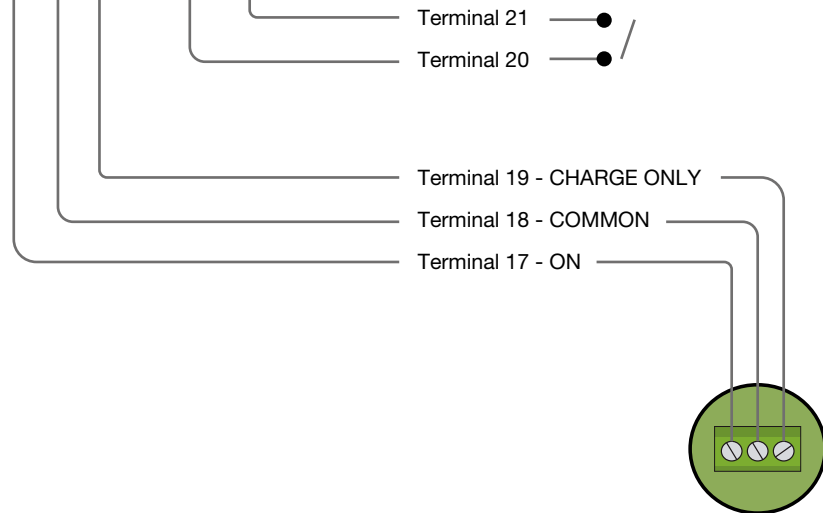 Terminal 21
Terminal 20
Terminal 19 - CHARGE ONLY
Terminal 18 - COMMON
Terminal 17 - ON